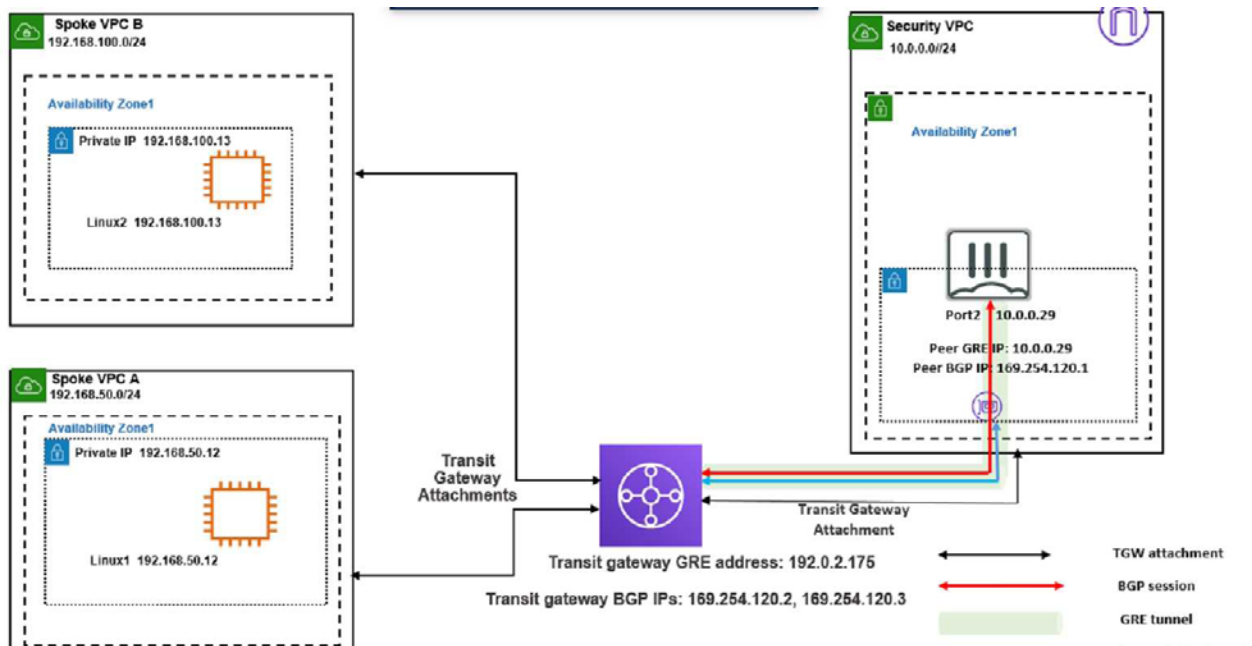 Spoke VPC B
192.168.100.0/24
Availability Zone1
Private IP 192.168.100.13
Linux2 192.168.100.13
Spoke VPC A
192.168.50.0/24
Availability Zone1
Private IP 192.168.50.12
Linux1 192.168.50.12
Transit
Gateway
Attachments
Security VPC
10.0.0.0//24
Availability Zone1
Port2 10.0.0.29
Peer GRE IP: 10.0.0.29
Peer BGP IP: 169.254.120.1
Transit Gateway
Attachment
Transit gateway GRE address: 192.0.2.175
Transit gateway BGP IPs: 169.254.120.2, 169.254.120.3
TGW attachment
BGP session
GRE tunnel